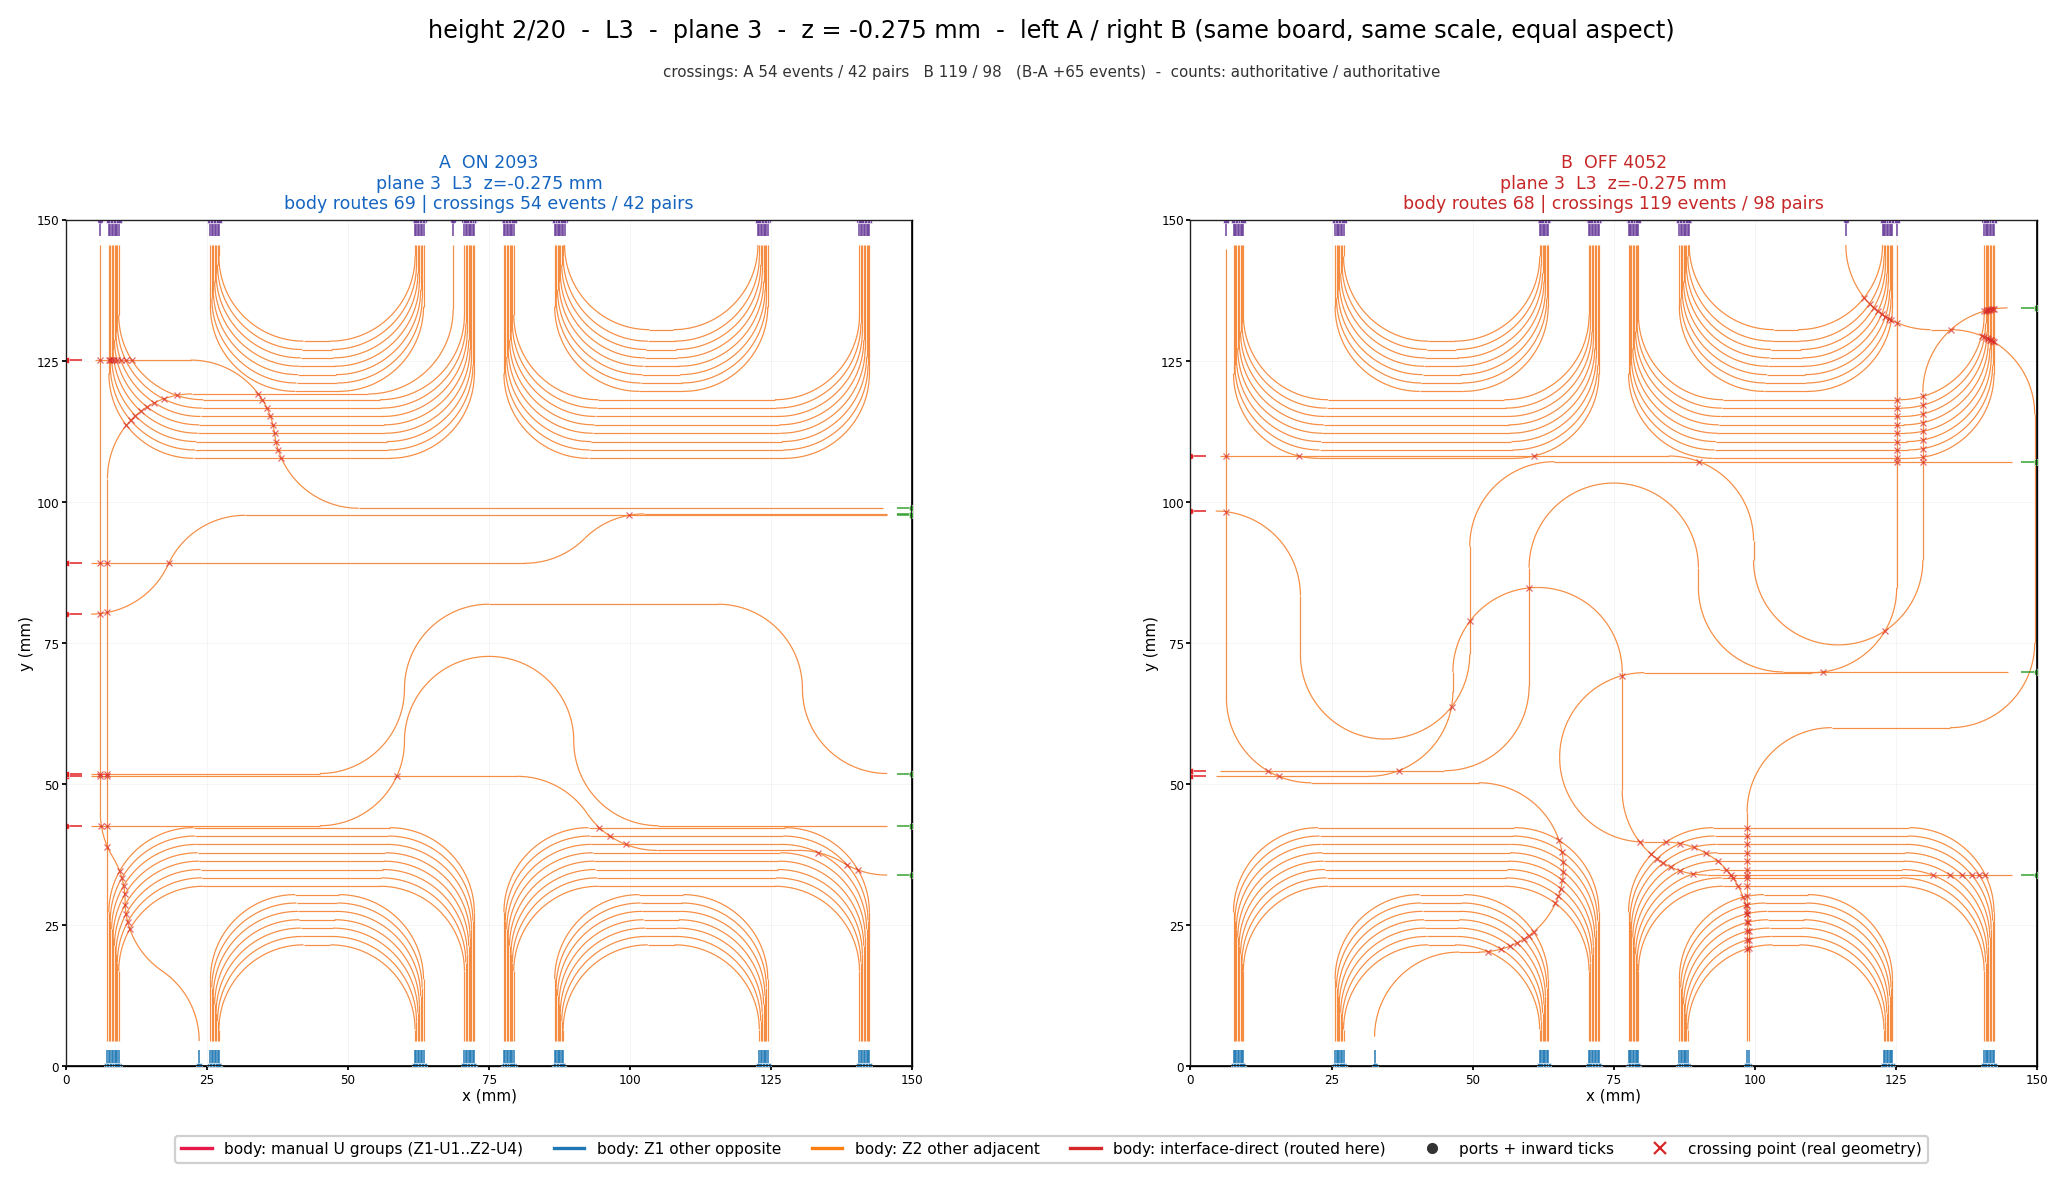 height 2/20 - L3 - plane 3 - z = -0.275 mm - left A / right B (same board, same scale, equal aspect)
crossings: A 54 events / 42 pairs B 119 / 98 (B-A +65 events) - counts: authoritative / authoritative
A ON 2093
plane 3 L3 z=-0.275 mm
body routes 69 | crossings 54 events / 42 pairs
150
125
100
75
50
25
0
y (mm)
0 25 50 75 100 125 150
x (mm)
B OFF 4052
plane 3 L3 z=-0.275 mm
body routes 68 | crossings 119 events / 98 pairs
150
125
100
75
50
25
0
y (mm)
0 25 50 75 100 125 150
x (mm)
body: manual U groups (Z1-U1..Z2-U4)
body: Z1 other opposite
body: Z2 other adjacent
body: interface-direct (routed here)
ports + inward ticks
crossing point (real geometry)